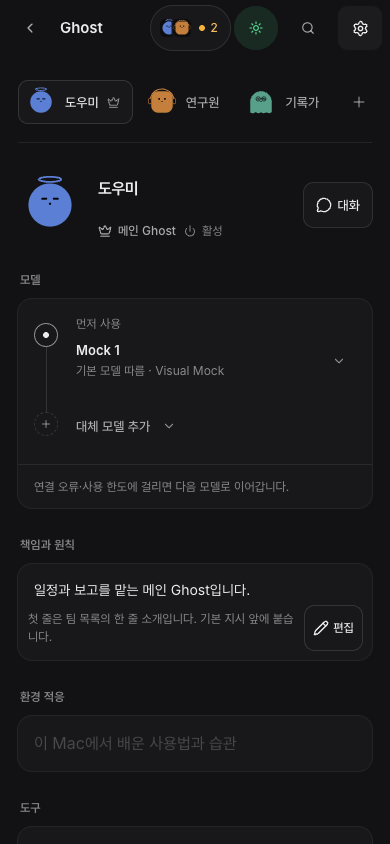 Ghost
2
도우미
연구원
기록가
도우미
메인 Ghost 활성
대화
모델
먼저 사용
Mock 1
기본 모델 따름 · Visual Mock
대체 모델 추가
연결 오류·사용 한도에 걸리면 다음 모델로 이어갑니다.
책임과 원칙
일정과 보고를 맡는 메인 Ghost입니다.
첫 줄은 팀 목록의 한 줄 소개입니다. 기본 지시 앞에 붙습
니다.
편집
환경 적응
이 Mac에서 배운 사용법과 습관
도구